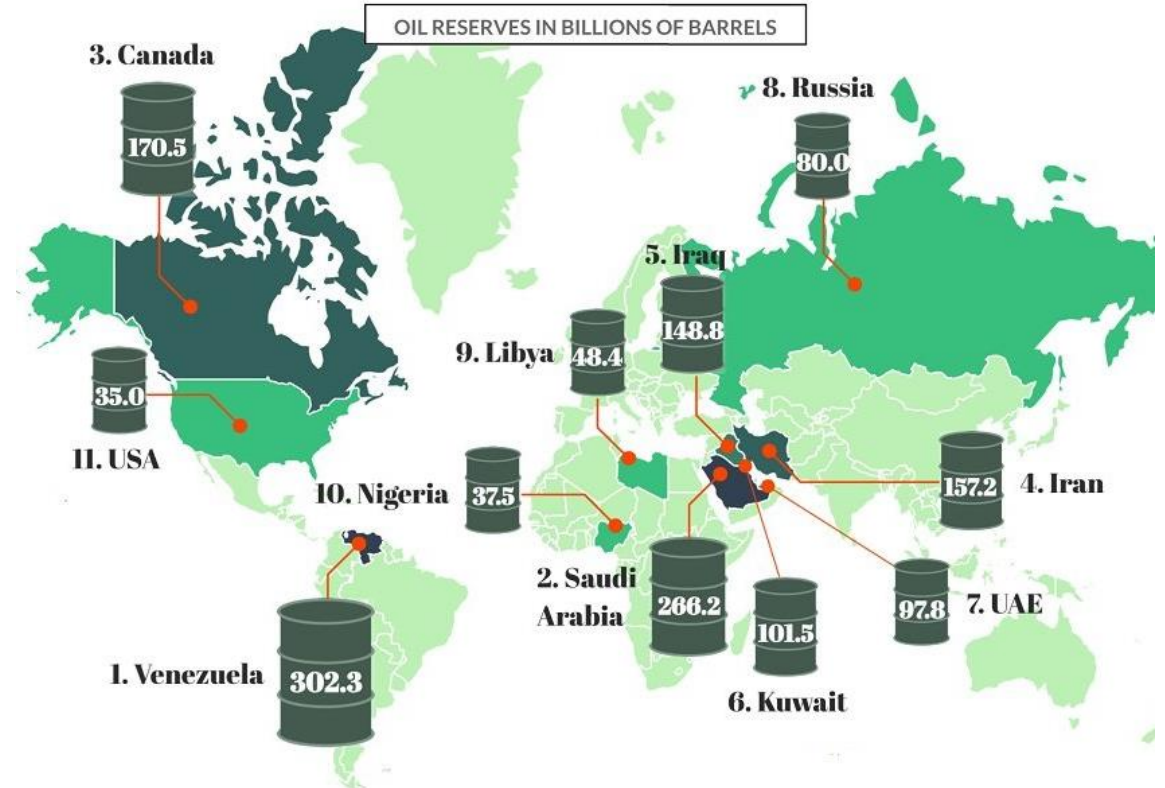 OIL RESERVES IN BILLIONS OF BARRELS
3. Canada
170.5
8. Russia
80.0
5. Iraq
148.8
9. Libya
48.4
35.0
11. USA
10. Nigeria
37.5
157.2
4. Iran
2. Saudi
Arabia
266.2
101.5
6. Kuwait
97.8
7. UAE
1. Venezuela
302.3